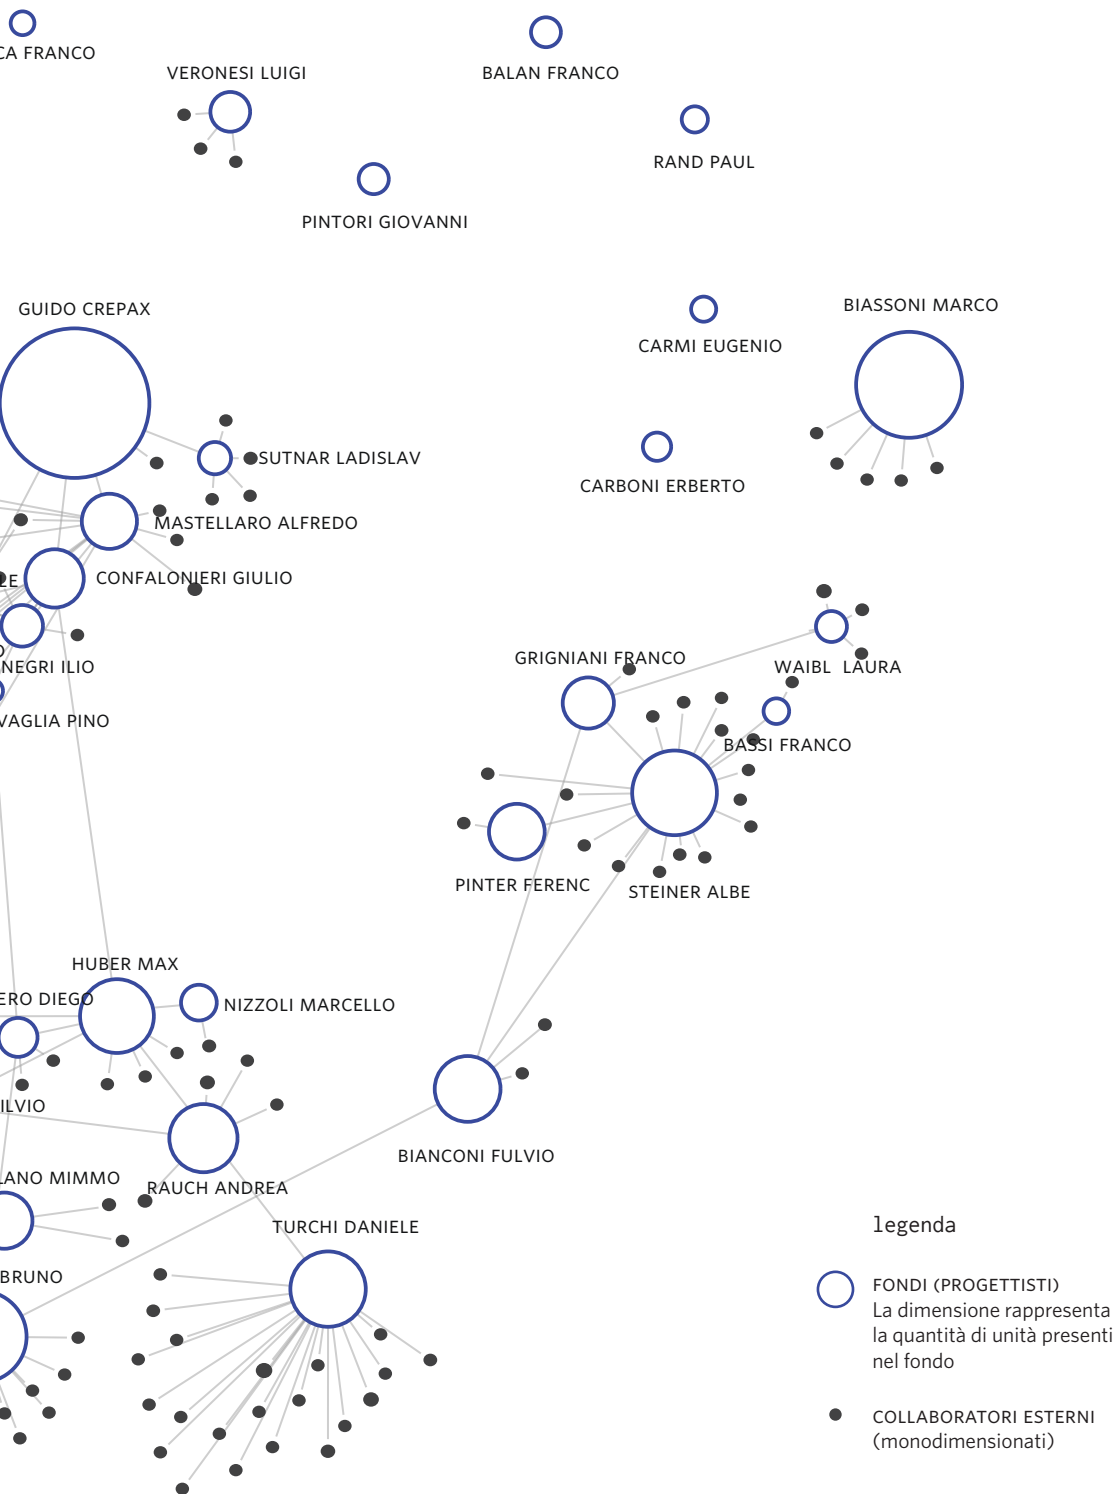 CA FRANCO
VERONESI LUIGI
BALAN FRANCO
RAND PAUL
PINTORI GIOVANNI
GUIDO CREPAX
BIASSONI MARCO
CARMI EUGENIO
SUTNAR LADISLAV
CARBONI ERBERTO
MASTELLARO ALFREDO
LE
CONFALONIERI GIULIO
O
NEGRI ILIO
GRIGNIANI FRANCO
WAIBL LAURA
VAGLIA PINO
BASSI FRANCO
PINTER FERENC
STEINER ALBE
HUBER MAX
ERO DIEGO
NIZZOLI MARCELLO
ILVIO
BIANCONI FULVIO
LANO MIMMO
RAUCH ANDREA
TURCHI DANIELE
BRUNO
legenda
FONDI (PROGETTISTI)
La dimensione rappresenta
la quantità di unità presenti
nel fondo
COLLABORATORI ESTERNI
(monodimensionati)